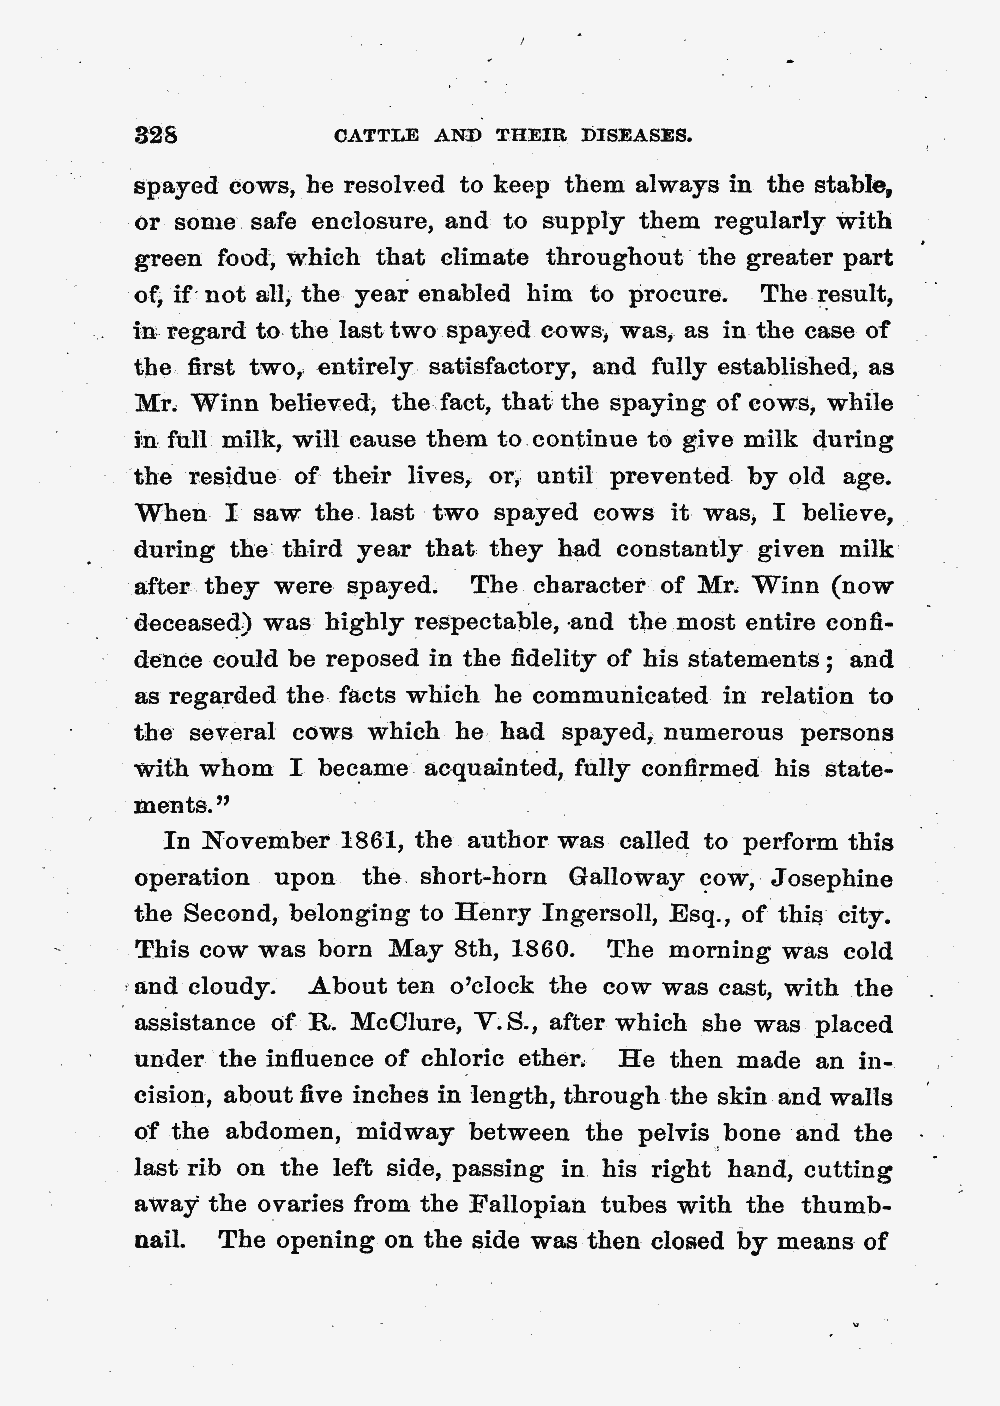 328 CATTLE AND THEIR DISEASES.
spayed cows, he resolved to keep them always in the stable,
or some safe enclosure, and to supply them regularly with
green food, which that climate throughout the greater part
of, if not all, the year enabled him to procure. The result,
in regard to the last two spayed cows, was, as in the case of
the first two, entirely satisfactory, and fully established, as
Mr. Winn believed, the fact, that the spaying of cows, while
in full milk, will cause them to continue to give milk during
the residue of their lives, or, until prevented by old age.
When I saw the last two spayed cows it was, I believe,
during the third year that they had constantly given milk
after they were spayed. The character of Mr. Winn (now
deceased) was highly respectable, and the most entire confi-
dence could be reposed in the fidelity of his statements; and
as regarded the facts which he communicated in relation to
the several cows which he had spayed, numerous persons
with whom I became acquainted, fully confirmed his state-
ments.”
In November 1861, the author was called to perform this
operation upon the short-horn Galloway cow, Josephine
the Second, belonging to Henry Ingersoll, Esq., of this city.
This cow was born May 8th, 1860. The morning was cold
and cloudy. About ten o’clock the cow was cast, with the
assistance of R. McClure, V.S., after which she was placed
under the influence of chloric ether. He then made an in-
cision, about five inches in length, through the skin and walls
of the abdomen, midway between the pelvis bone and the
last rib on the left side, passing in his right hand, cutting
away the ovaries from the Fallopian tubes with the thumb-
nail. The opening on the side was then closed by means of